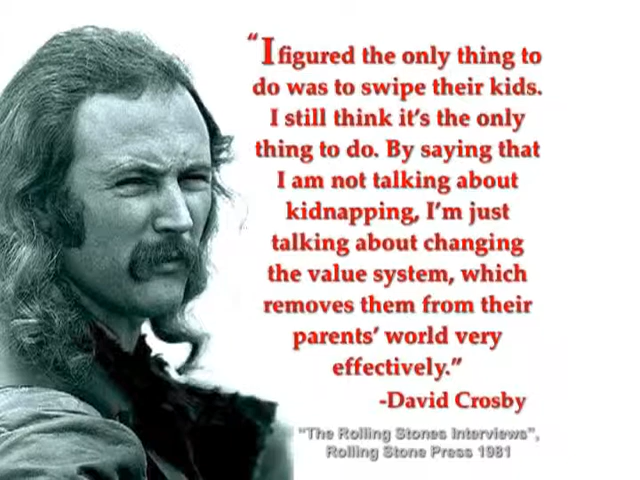 "I figured the only thing to
do was to swipe their kids.
I still think it's the only
thing to do. By saying that
I am not talking about
kidnapping, I'm just
talking about changing
the value system, which
removes them from their
parents' world very
effectively."
-David Crosby
"The Rolling Stones Interviews",
Rolling Stone Press 1981